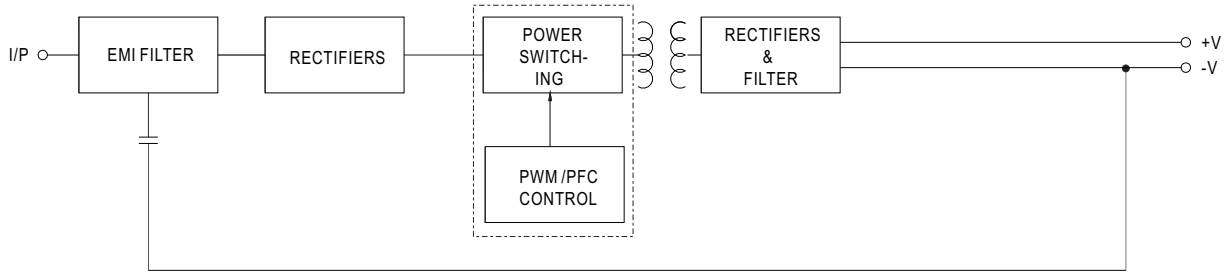 I/P
EMI FILTER
RECTIFIERS
POWER
SWITCH-
ING
RECTIFIERS
&
FILTER
+V
-V
PWM/PFC
CONTROL